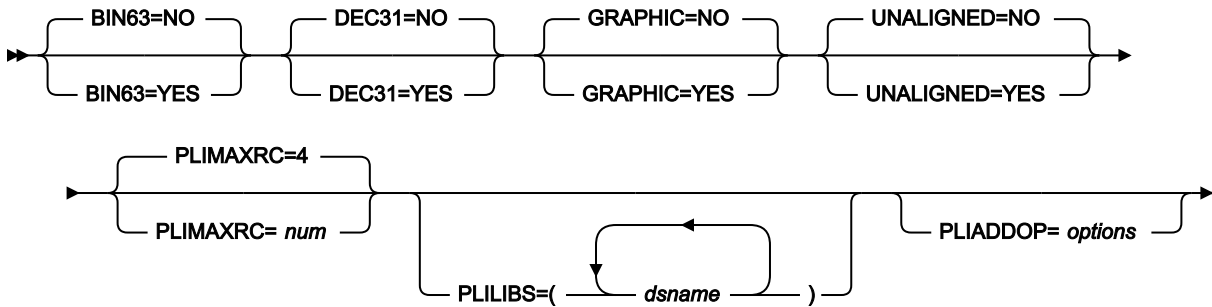 BIN63=NO DEC31=NO GRAPHIC=NO UNALIGNED=NO
BIN63=YES DEC31=YES GRAPHIC=YES UNALIGNED=YES
PLIMAXRC=4
PLIMAXRC= num PLIADDOP= options
PLILIBS=( dsname )